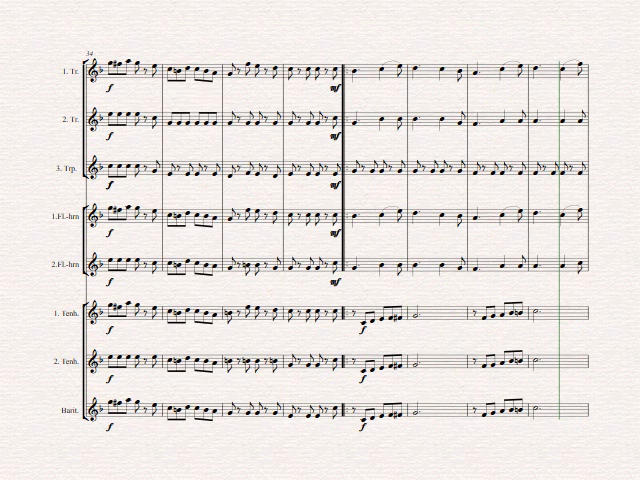 34
1. Tr.
f
mf
2. Tr.
f
mf
3. Trp.
f
mf
1.Fl.-hrn
f
mf
2.Fl-hrn
f
mf
1. Tenh.
f
f
2. Tenh.
f
f
Barit.
f
f